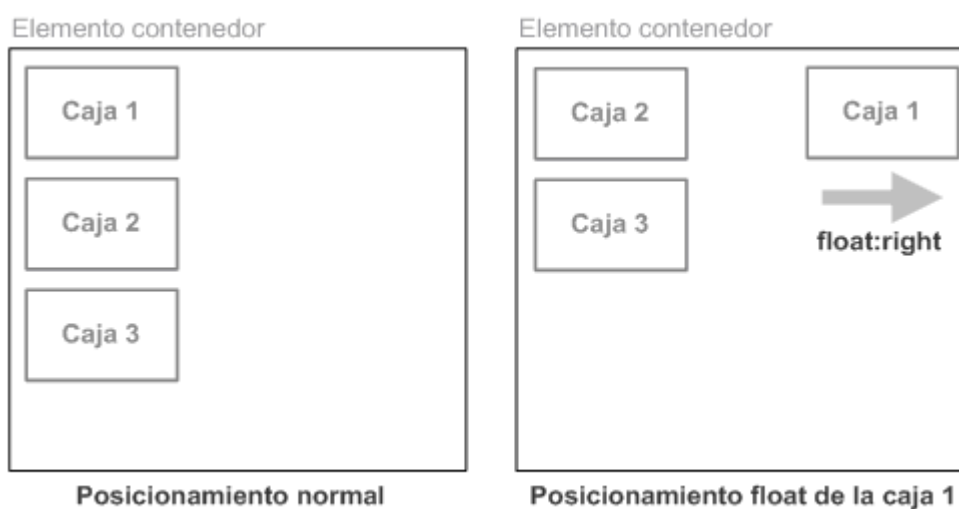 Elemento contenedor
Caja 1
Caja 2
Caja 3
Posicionamiento normal
Elemento contenedor
Caja 2
Caja 1
Caja 3
float:right
Posicionamiento float de la caja 1